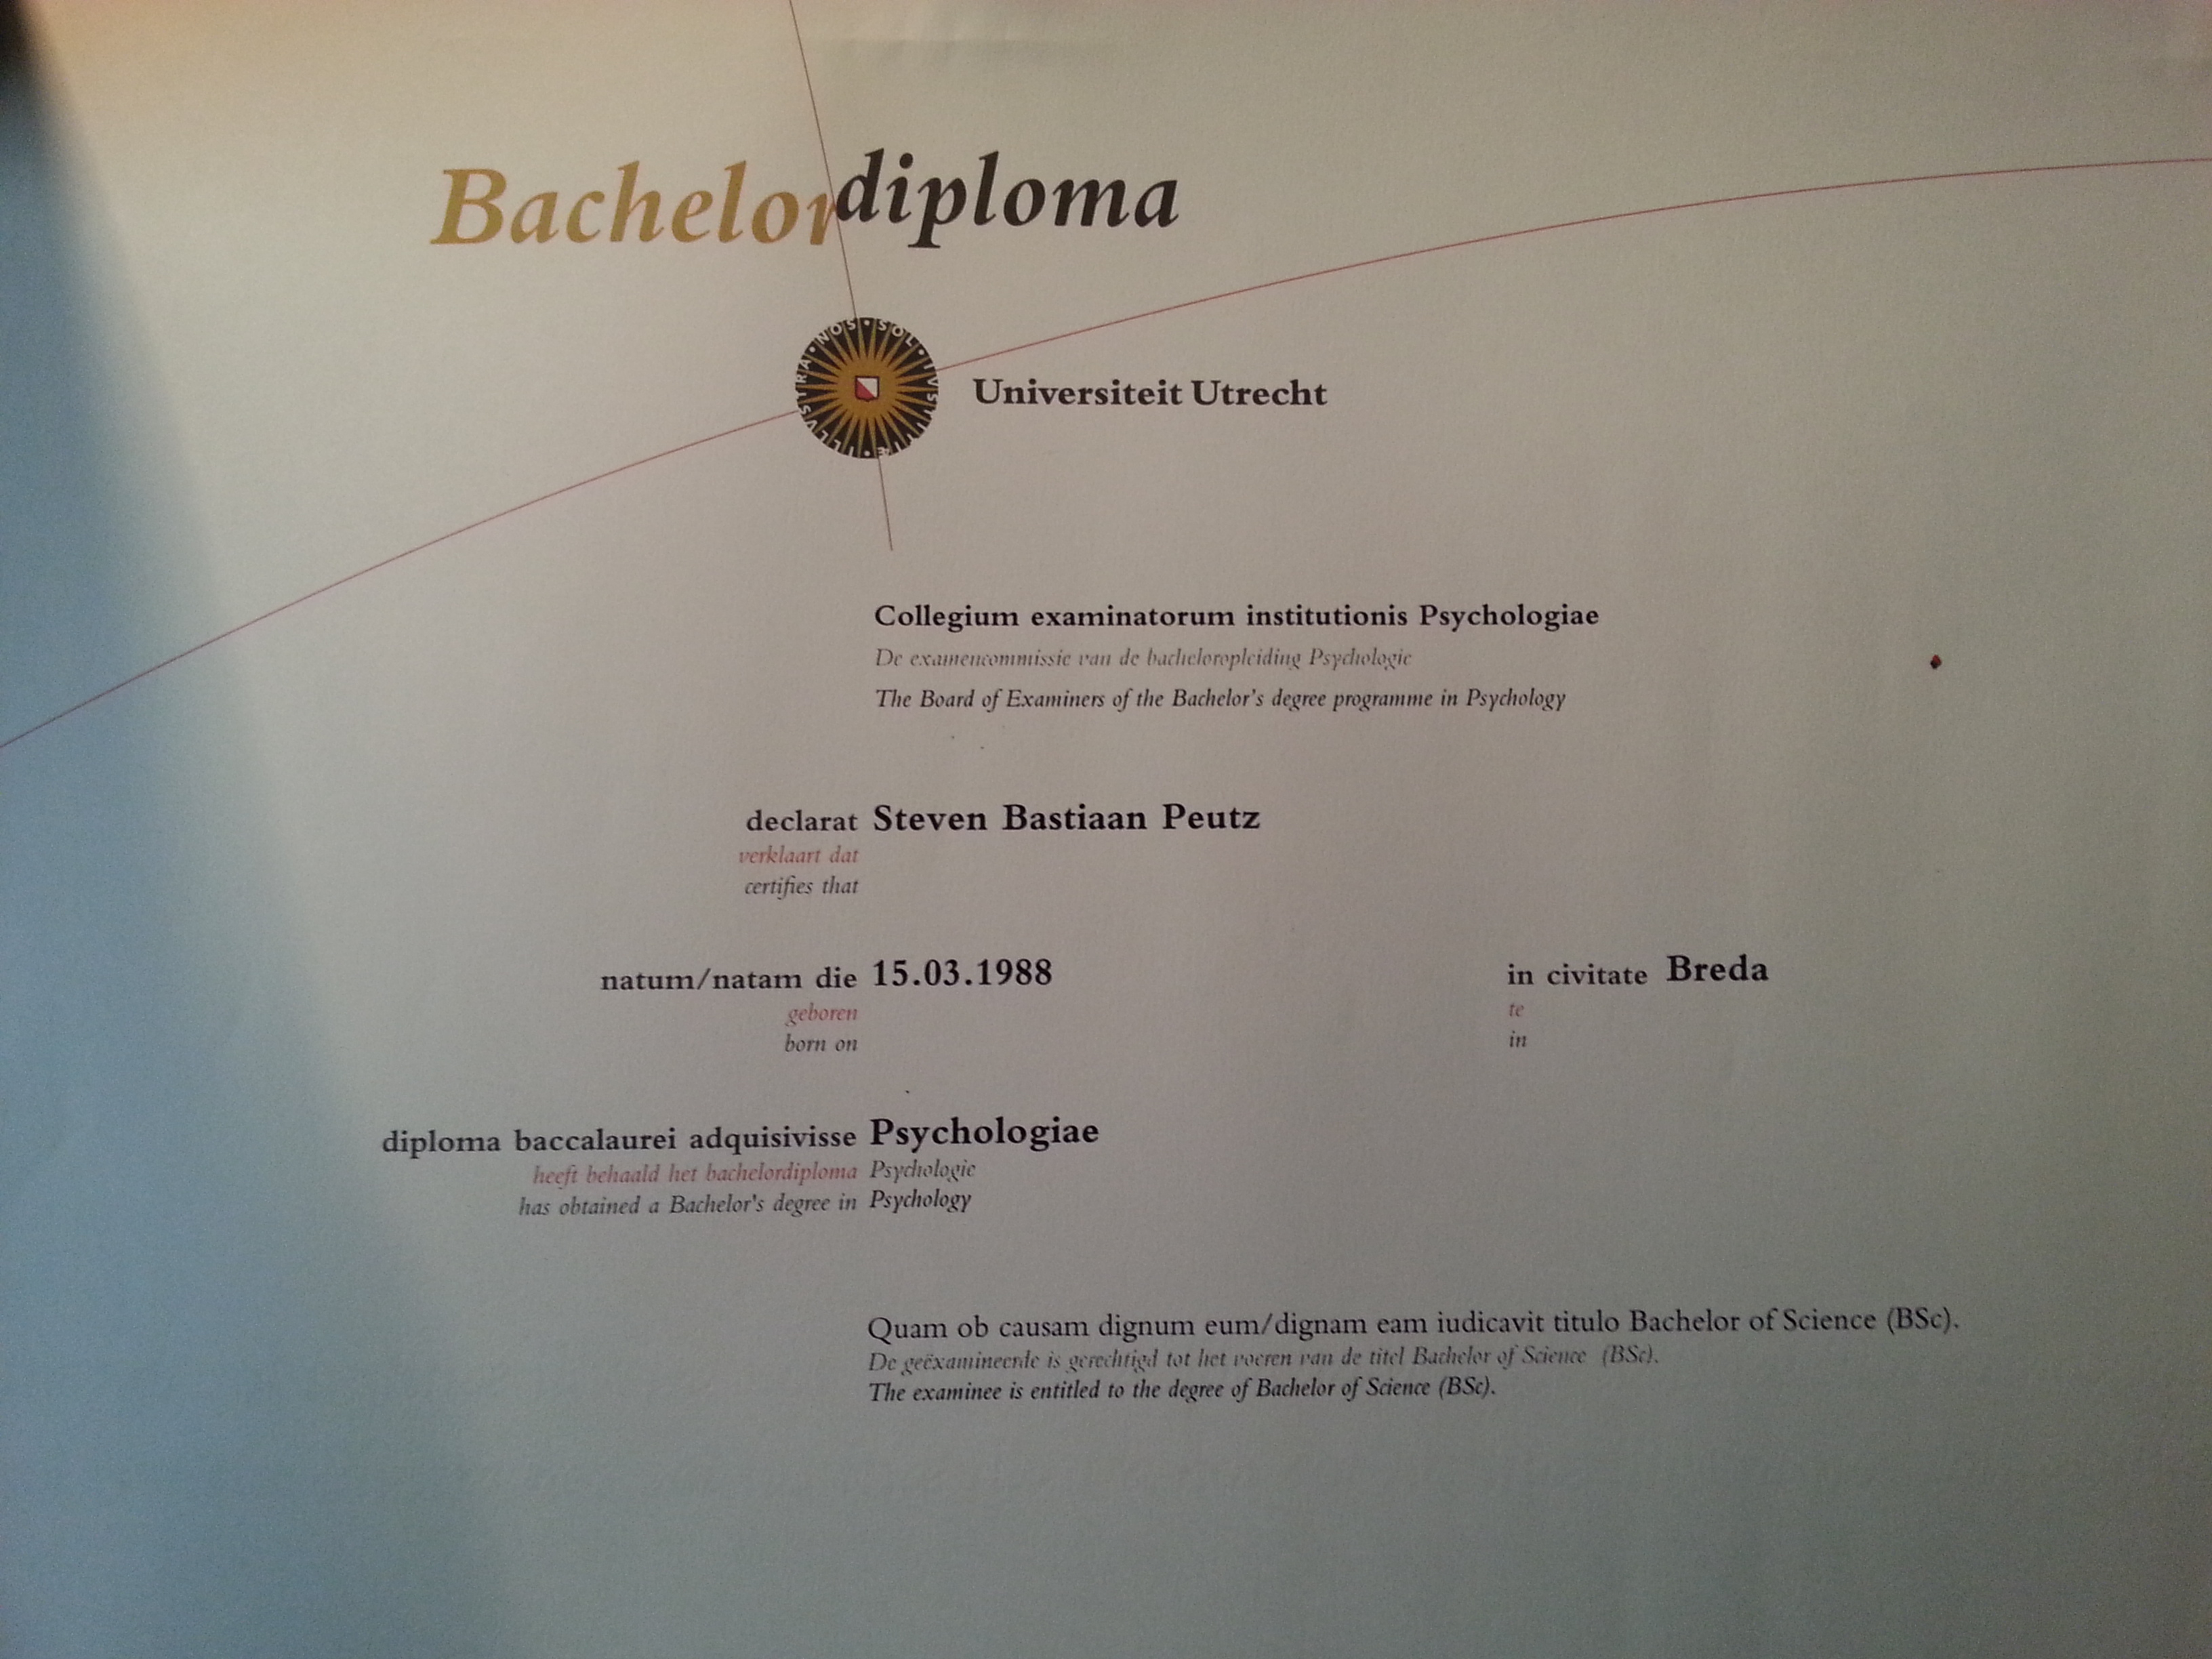 Bachelordiploma
SOL · IVSTITIÆ · ILLVSTRA · NOS ·
Universiteit Utrecht
Collegium examinatorum institutionis Psychologiae
De examencommissie van de bacheloropleiding Psychologie
The Board of Examiners of the Bachelor's degree programme in Psychology
declarat Steven Bastiaan Peutz
verklaart dat
certifies that
natum/natam die 15.03.1988 in civitate Breda
geboren te
born on in
diploma baccalaurei adquisivisse Psychologiae
heeft behaald het bachelordiploma Psychologie
has obtained a Bachelor's degree in Psychology
Quam ob causam dignum eum/dignam eam iudicavit titulo Bachelor of Science (BSc).
De geëxamineerde is gerechtigd tot het voeren van de titel Bachelor of Science (BSc).
The examinee is entitled to the degree of Bachelor of Science (BSc).